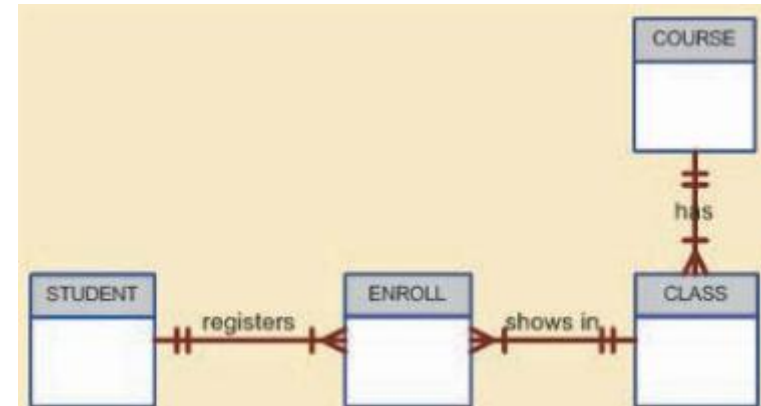 COURSE
has
STUDENT
registers
ENROLL
shows in
CLASS